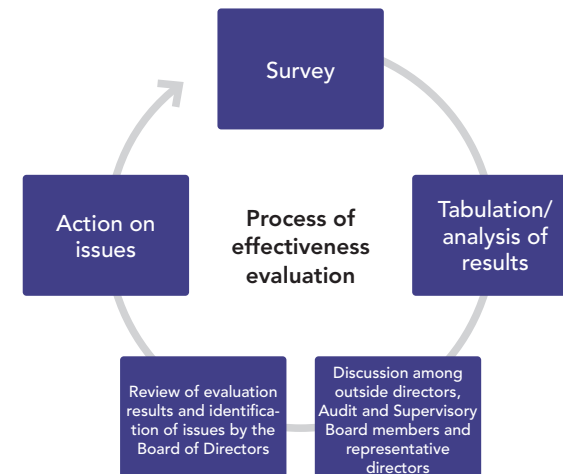 Survey
Process of
effectiveness
evaluation
Tabulation/
analysis of
results
Discussion among
outside directors,
Audit and Supervisory
Board members and
representative
directors
Review of evaluation
results and identifica-
tion of issues by the
Board of Directors
Action on
issues